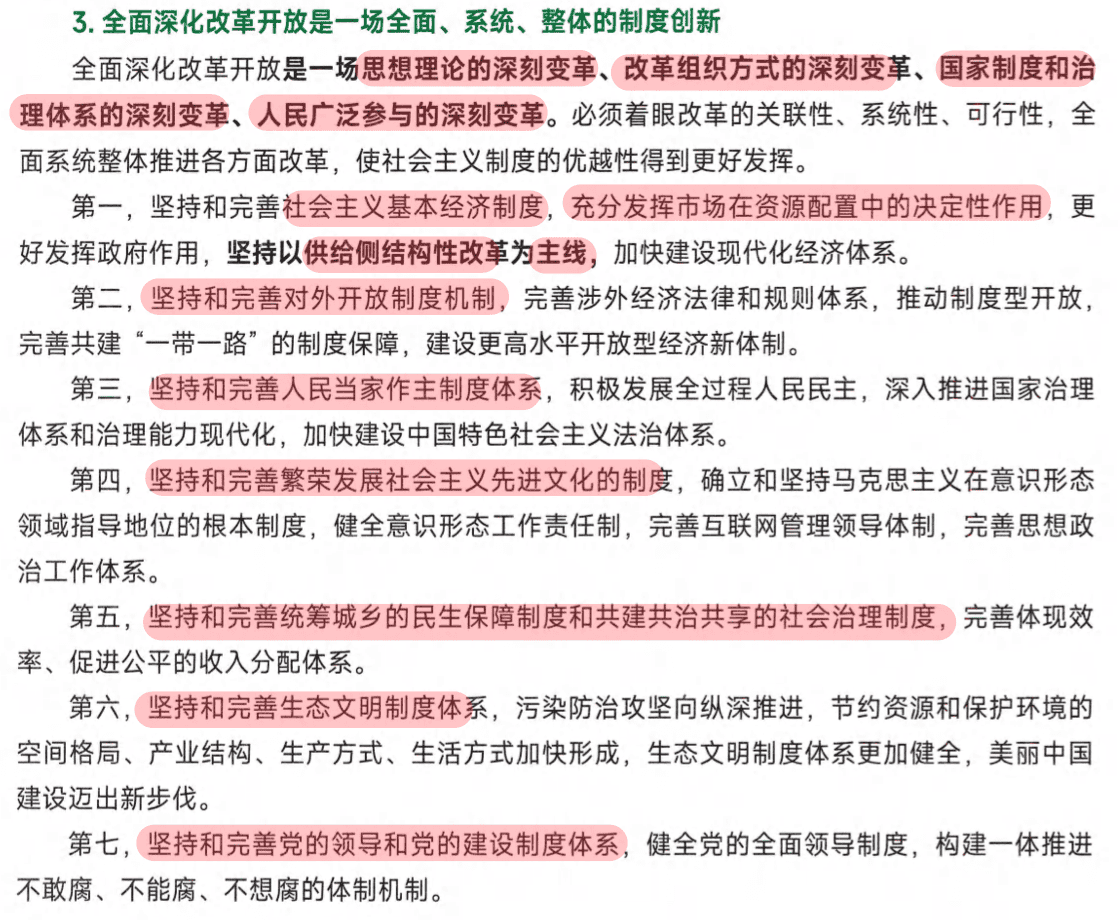 3. 全面深化改革开放是一场全面、系统、整体的制度创新
全面深化改革开放是一场思想理论的深刻变革、改革组织方式的深刻变革、国家制度和治
理体系的深刻变革、人民广泛参与的深刻变革。必须着眼改革的关联性、系统性、可行性，全
面系统整体推进各方面改革，使社会主义制度的优越性得到更好发挥。
第一，坚持和完善社会主义基本经济制度，充分发挥市场在资源配置中的决定性作用，更
好发挥政府作用，坚持以供给侧结构性改革为主线，加快建设现代化经济体系。
第二，坚持和完善对外开放制度机制，完善涉外经济法律和规则体系，推动制度型开放，
完善共建“一带一路”的制度保障，建设更高水平开放型经济新体制。
第三，坚持和完善人民当家作主制度体系，积极发展全过程人民民主，深入推进国家治理
体系和治理能力现代化，加快建设中国特色社会主义法治体系。
第四，坚持和完善繁荣发展社会主义先进文化的制度，确立和坚持马克思主义在意识形态
领域指导地位的根本制度，健全意识形态工作责任制，完善互联网管理领导体制，完善思想政
治工作体系。
第五，坚持和完善统筹城乡的民生保障制度和共建共治共享的社会治理制度，完善体现效
率、促进公平的收入分配体系。
第六，坚持和完善生态文明制度体系，污染防治攻坚向纵深推进，节约资源和保护环境的
空间格局、产业结构、生产方式、生活方式加快形成，生态文明制度体系更加健全，美丽中国
建设迈出新步伐。
第七，坚持和完善党的领导和党的建设制度体系，健全党的全面领导制度，构建一体推进
不敢腐、不能腐、不想腐的体制机制。